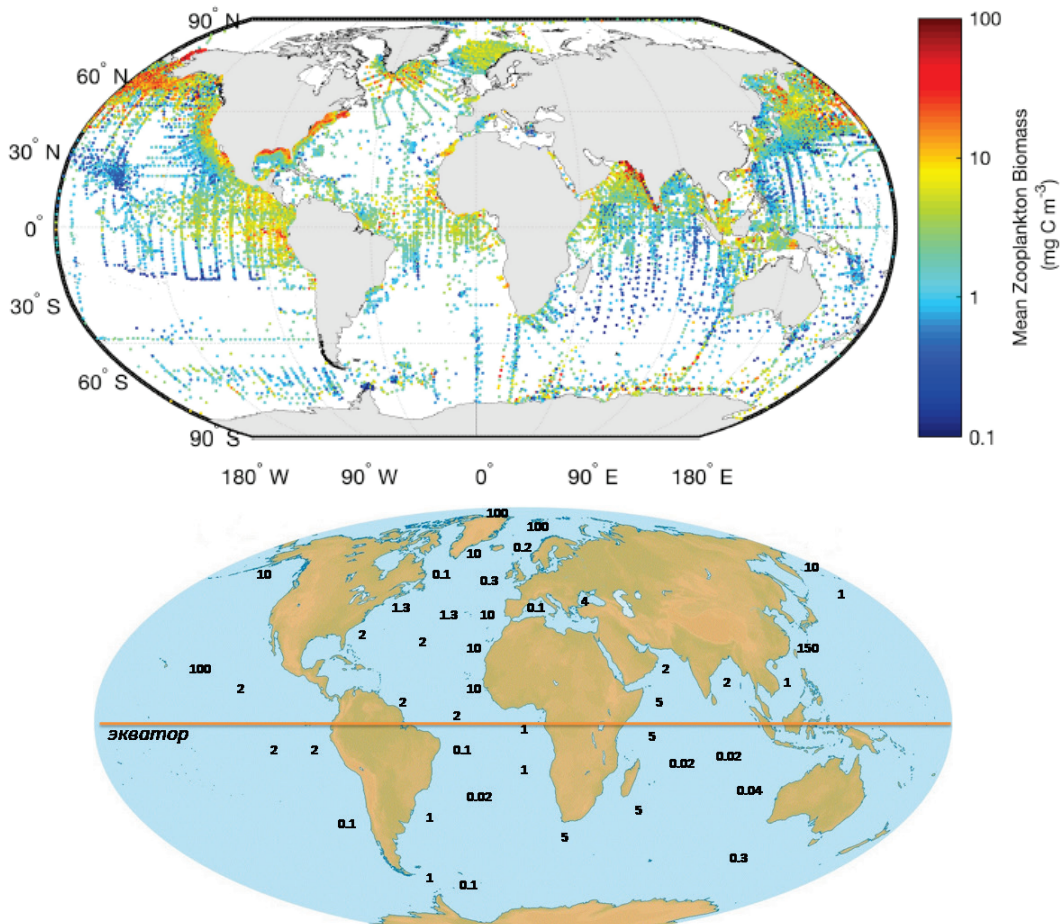 90° N
60° N
30° N
0°
30° S
60° S
90° S
180° W 90° W 0° 90° E 180° E
100
10
1
0.1
Mean Zooplankton Biomass
(mg C m⁻³)
100
100
10 0.2
10 0.1 0.3 10
1
1.3 1.3 10 0.1 4
2 2 10 150
100 2
2 10 2 1
2 5
2
экватор
1 5
2 2 0.1 0.02 0.02
1
0.02 0.04
0.1 1 5
5
0.3
1 0.1